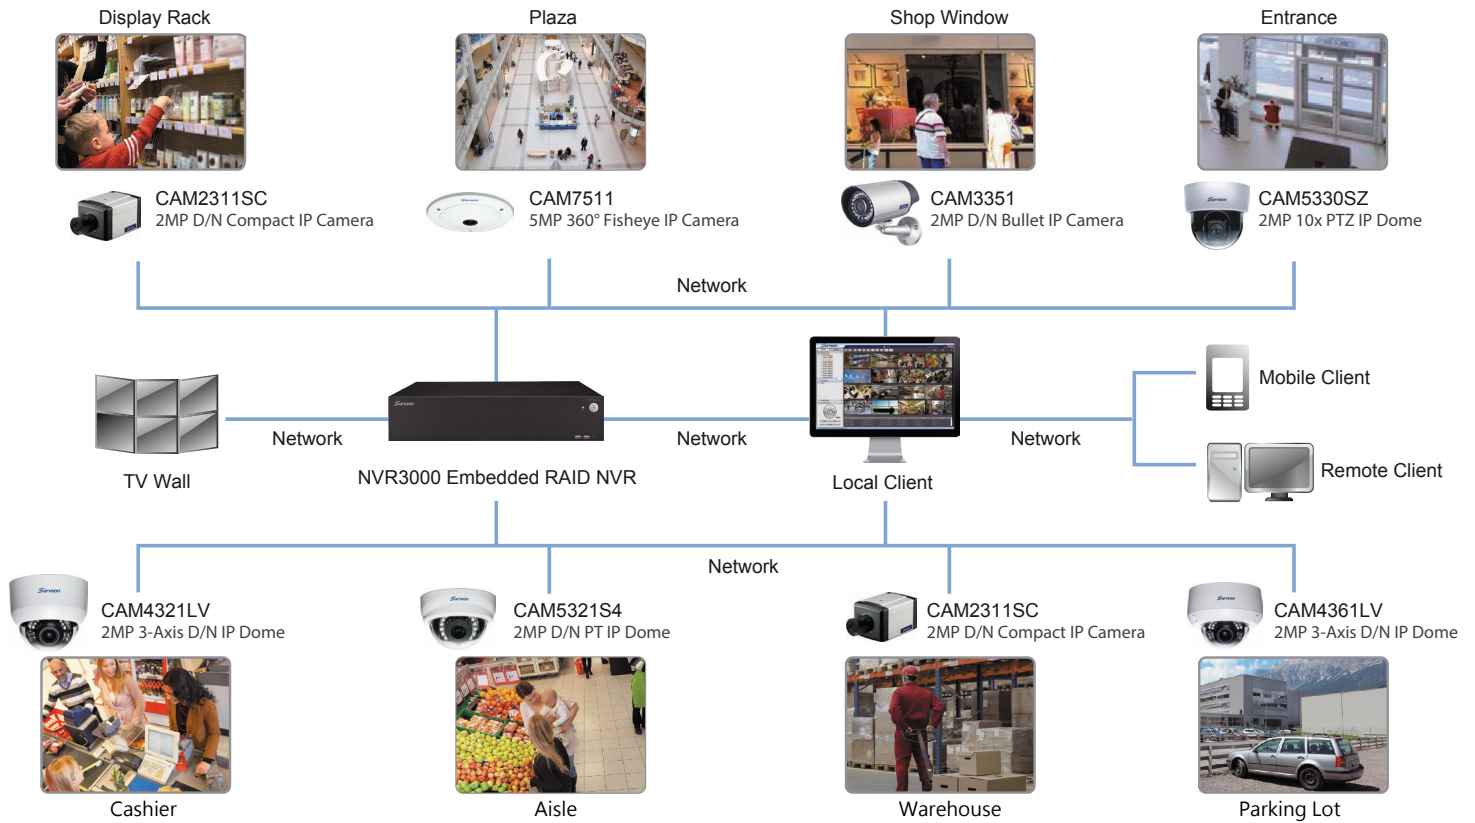 Display Rack
Plaza
Shop Window
Entrance
CAM2311SC
2MP D/N Compact IP Camera
CAM7511
5MP 360° Fisheye IP Camera
CAM3351
2MP D/N Bullet IP Camera
CAM5330SZ
2MP 10x PTZ IP Dome
Network
Mobile Client
Surveon
Network
Network
Network
TV Wall
NVR3000 Embedded RAID NVR
Local Client
Remote Client
Network
Surveon
CAM4321LV
2MP 3-Axis D/N IP Dome
Surveon
CAM5321S4
2MP D/N PT IP Dome
CAM2311SC
2MP D/N Compact IP Camera
CAM4361LV
2MP 3-Axis D/N IP Dome
Cashier
Aisle
Warehouse
Parking Lot